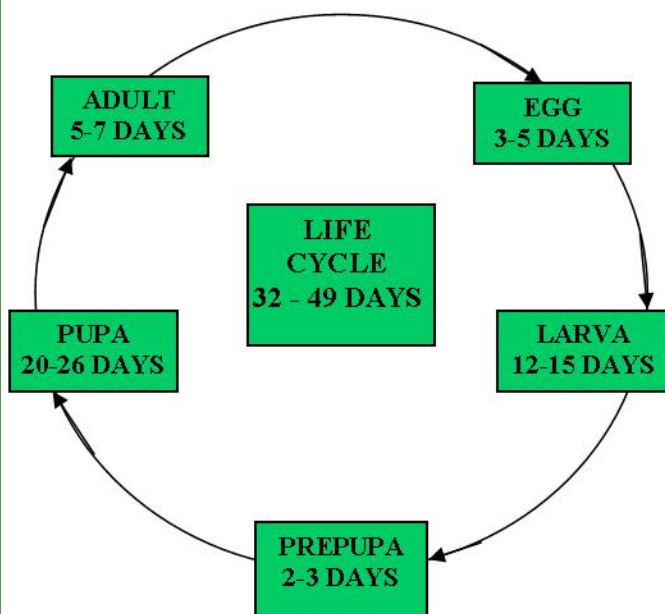 ADULT
5-7 DAYS
EGG
3-5 DAYS
LIFE
CYCLE
32 - 49 DAYS
PUPA
20-26 DAYS
LARVA
12-15 DAYS
PREPUPA
2-3 DAYS